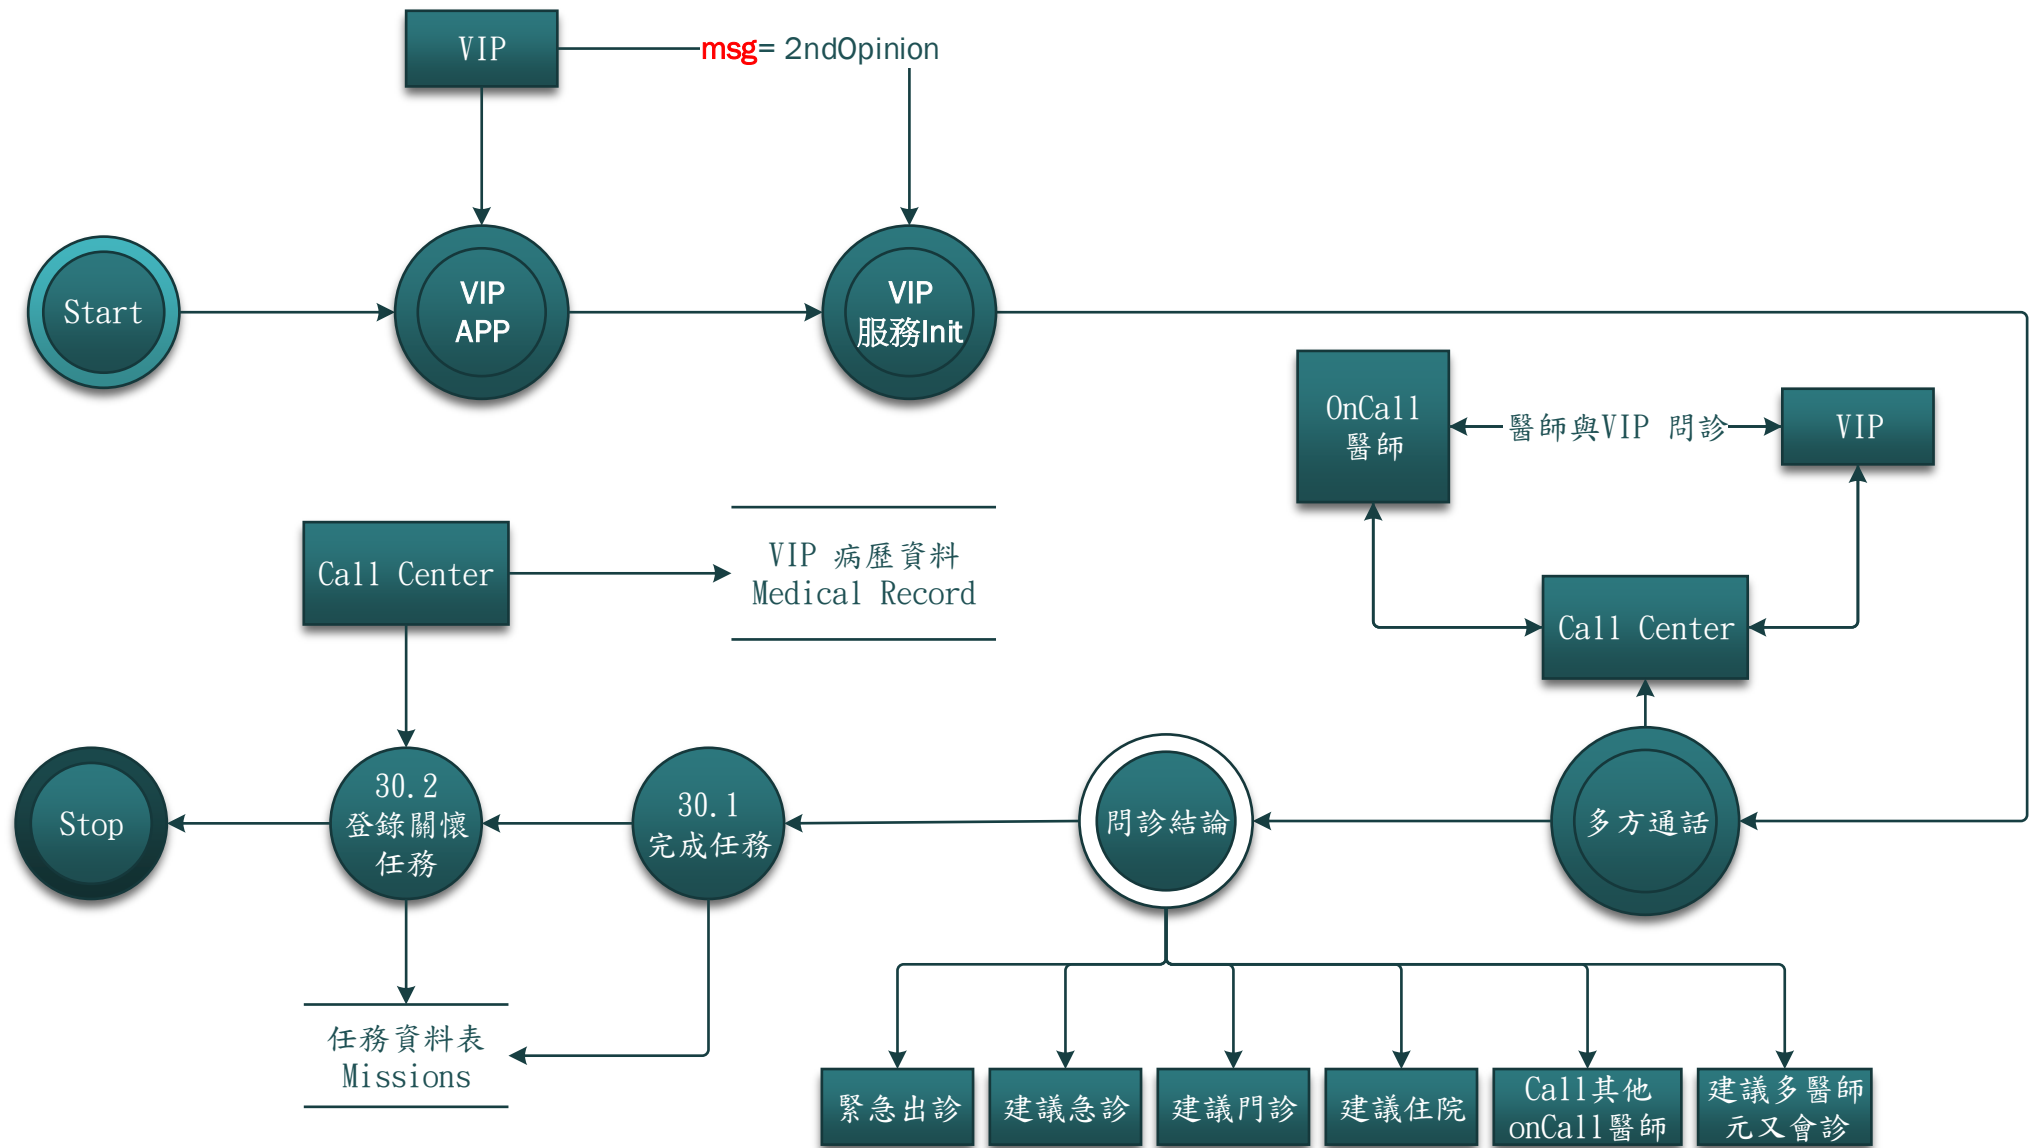 VIP
msg= 2ndOpinion
Start
VIP
APP
VIP
服務Init
OnCall
醫師
醫師與VIP 問診
VIP
Call Center
VIP 病歷資料
Medical Record
Call Center
Stop
30.2
登錄關懷
任務
30.1
完成任務
問診結論
多方通話
任務資料表
Missions
緊急出診
建議急診
建議門診
建議住院
Call其他
onCall醫師
建議多醫師
元又會診